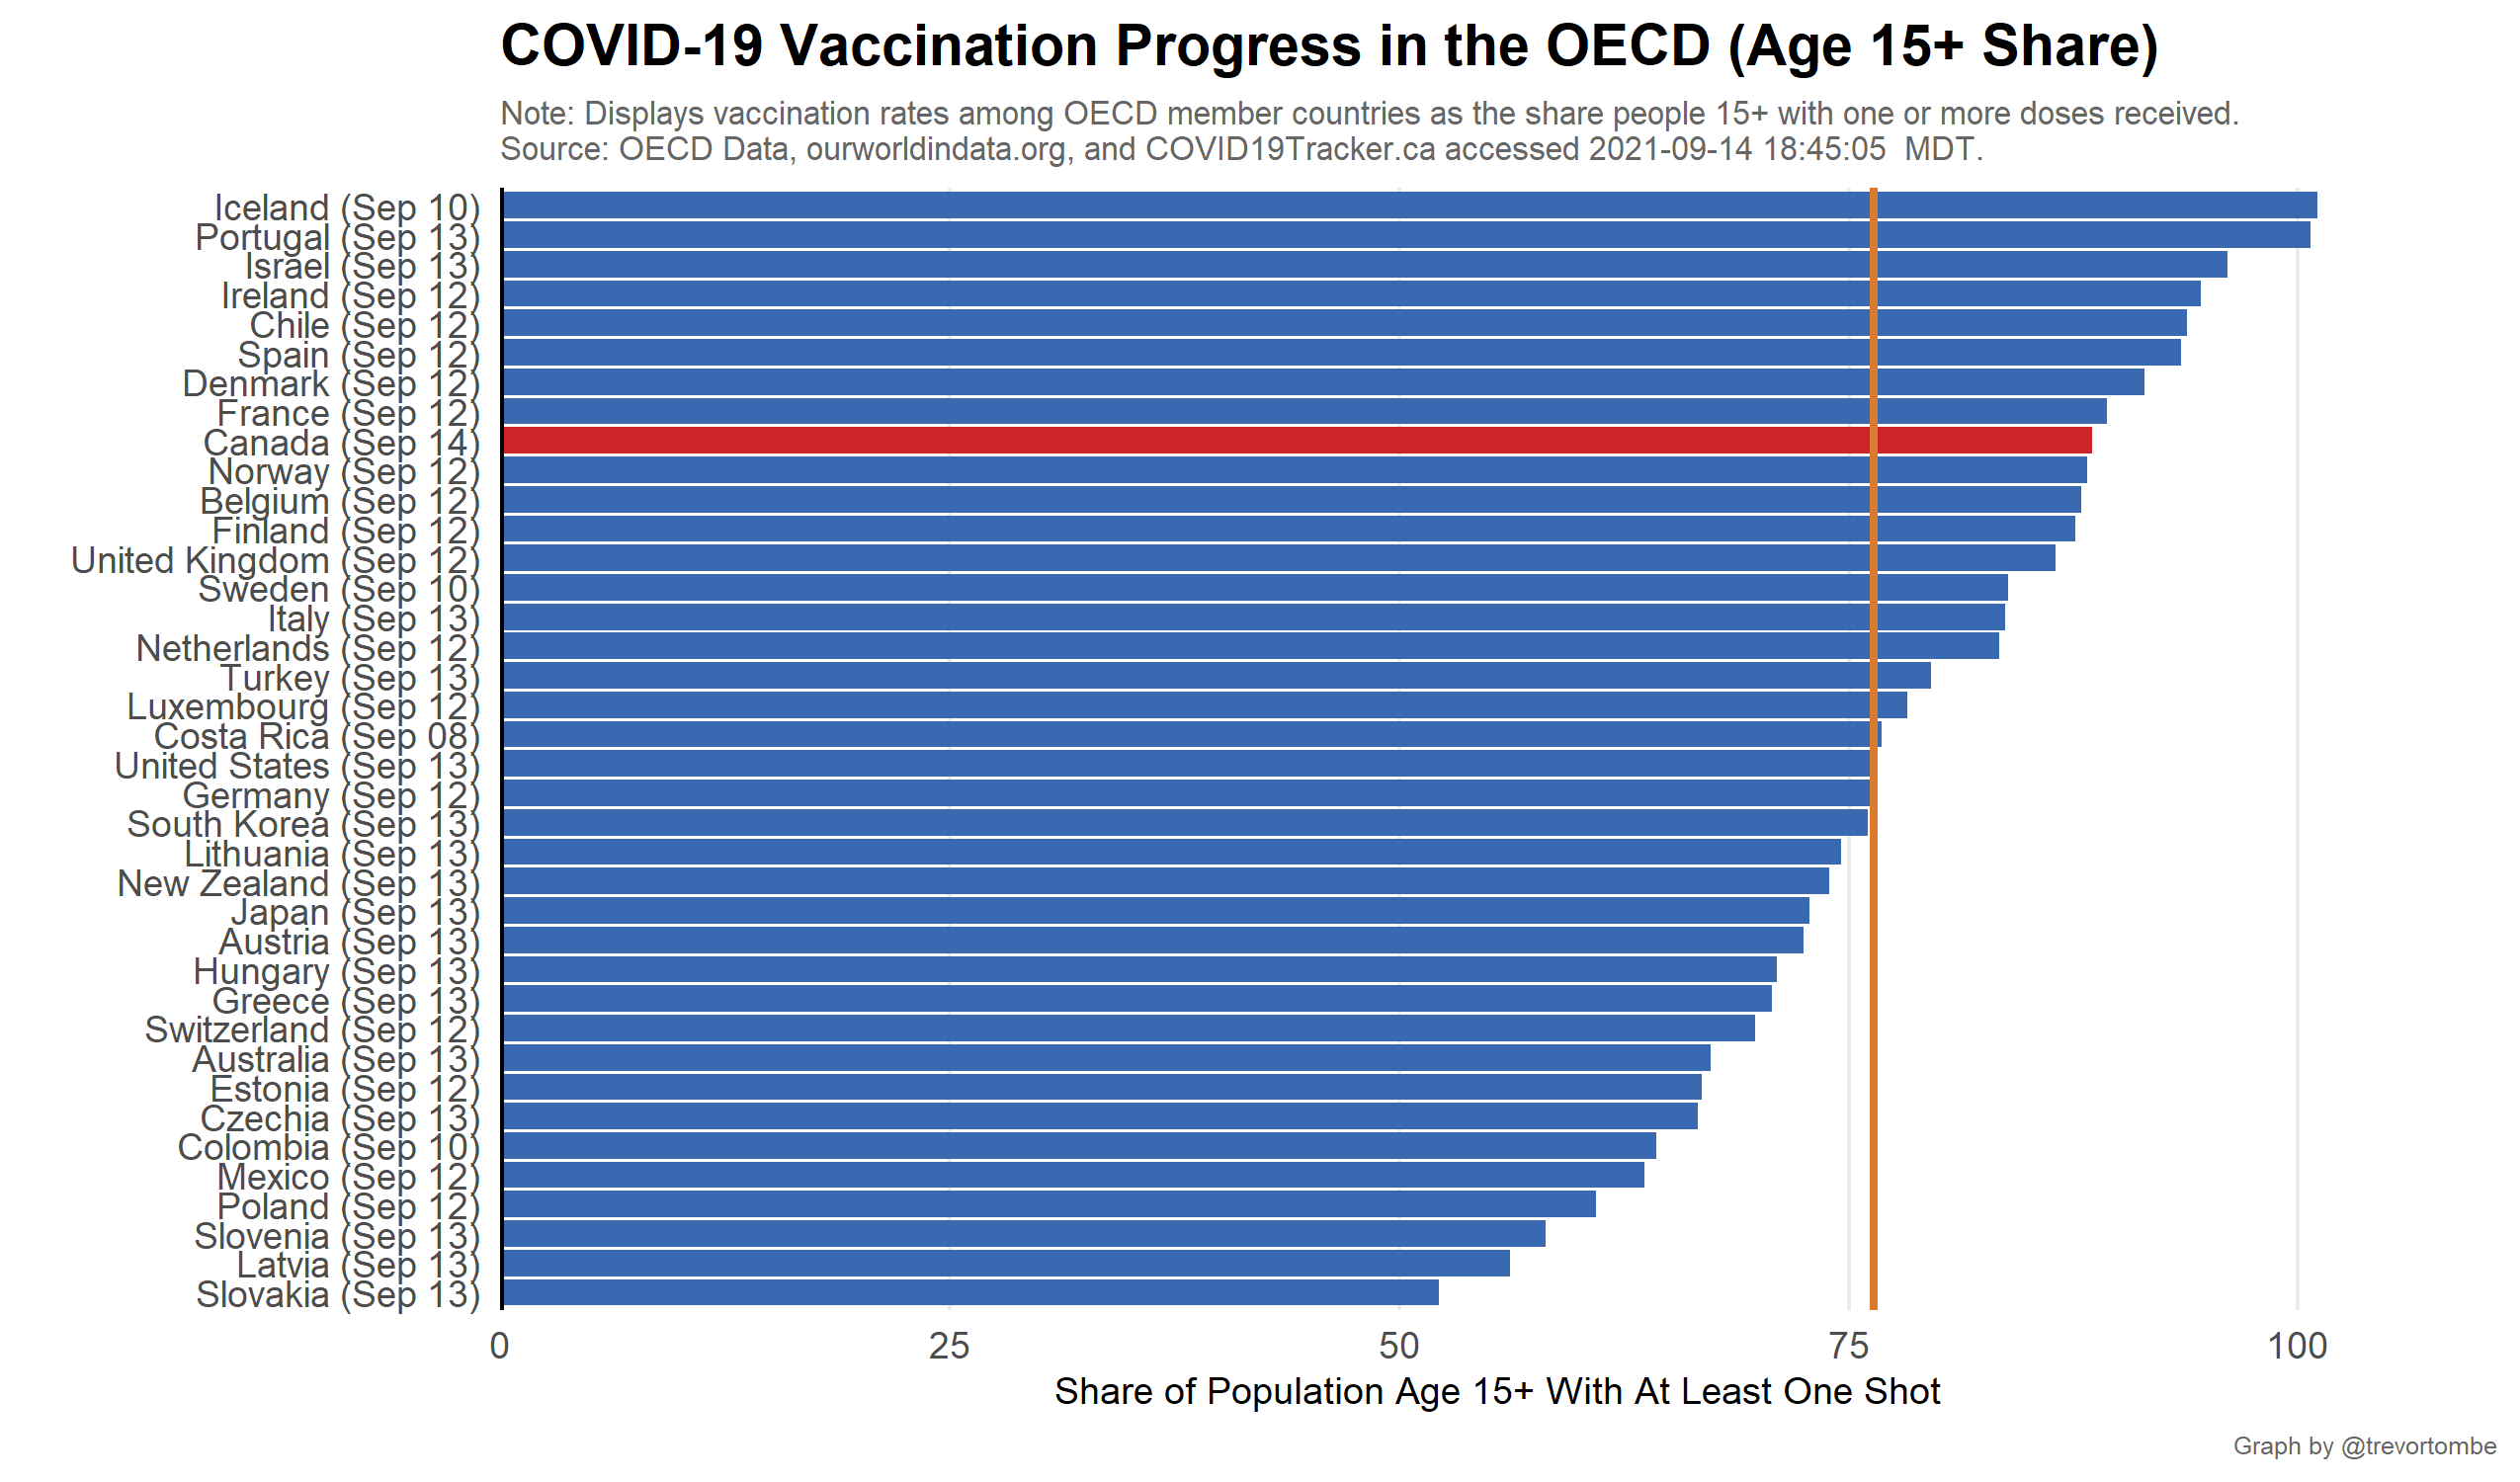 COVID-19 Vaccination Progress in the OECD (Age 15+ Share)
Note: Displays vaccination rates among OECD member countries as the share people 15+ with one or more doses received.
Source: OECD Data, ourworldindata.org, and COVID19Tracker.ca accessed 2021-09-14 18:45:05  MDT.
Iceland (Sep 10)
Portugal (Sep 13)
Israel (Sep 13)
Ireland (Sep 12)
Chile (Sep 12)
Spain (Sep 12)
Denmark (Sep 12)
France (Sep 12)
Canada (Sep 14)
Norway (Sep 12)
Belgium (Sep 12)
Finland (Sep 12)
United Kingdom (Sep 12)
Sweden (Sep 10)
Italy (Sep 13)
Netherlands (Sep 12)
Turkey (Sep 13)
Luxembourg (Sep 12)
Costa Rica (Sep 08)
United States (Sep 13)
Germany (Sep 12)
South Korea (Sep 13)
Lithuania (Sep 13)
New Zealand (Sep 13)
Japan (Sep 13)
Austria (Sep 13)
Hungary (Sep 13)
Greece (Sep 13)
Switzerland (Sep 12)
Australia (Sep 13)
Estonia (Sep 12)
Czechia (Sep 13)
Colombia (Sep 10)
Mexico (Sep 12)
Poland (Sep 12)
Slovenia (Sep 13)
Latvia (Sep 13)
Slovakia (Sep 13)
0 25 50 75 100
Share of Population Age 15+ With At Least One Shot
Graph by @trevortombe